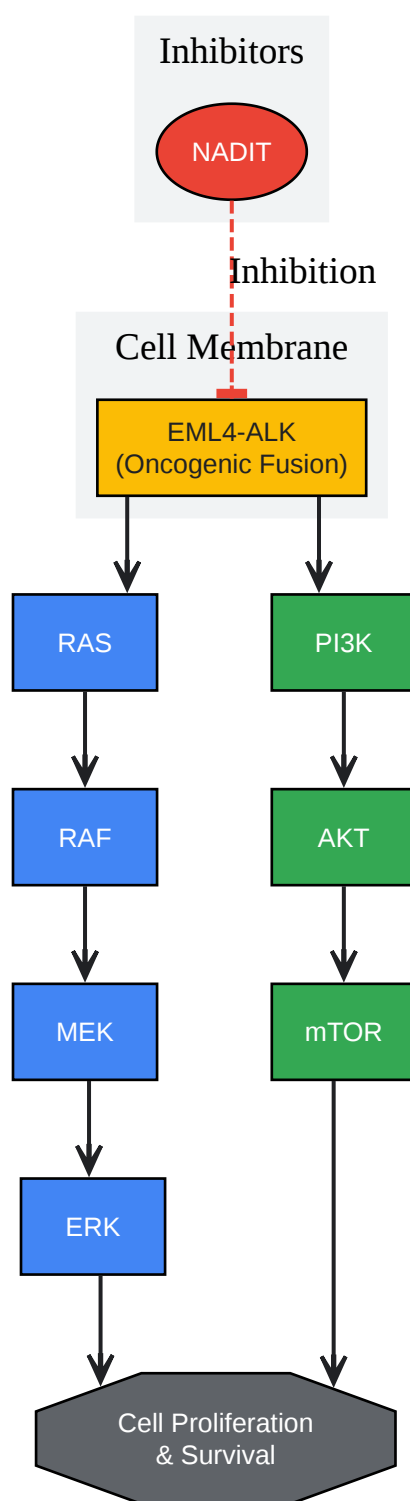 Inhibitors
NADIT
Inhibition
Cell Membrane
EML4-ALK
(Oncogenic Fusion)
RAS
PI3K
RAF
AKT
MEK
mTOR
ERK
Cell Proliferation
& Survival